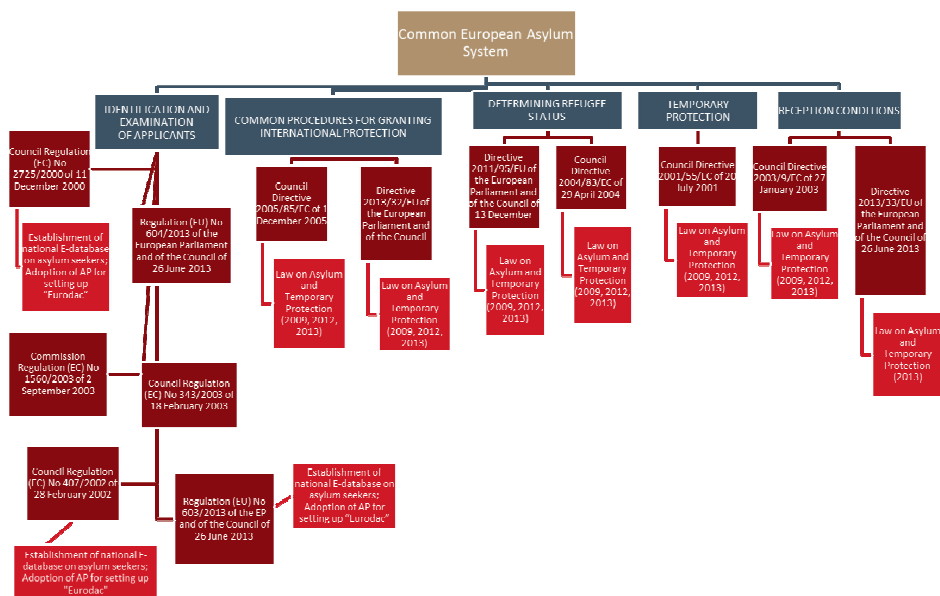 Common European Asylum
System
IDENTIFICATION AND
EXAMINATION
OF APPLICANTS
COMMON PROCEDURES FOR GRANTING
INTERNATIONAL PROTECTION
DETERMINING REFUGEE
STATUS
TEMPORARY
PROTECTION
RECEPTION CONDITIONS
Council Regulation
(EC) No
2725/2000 of 11
December 2000
Establishment of
national E-database
on asylum seekers;
Adoption of AP for
setting up
"Eurodac"
Regulation (EU) No
604/2013 of the
European Parliament
and of the Council of
26 June 2013
Commission
Regulation (EC) No
1560/2003 of 2
September 2003
Council Regulation
(EC) No 343/2003 of
18 February 2003
Council Regulation
(EC) No 407/2002 of
28 February 2002
Establishment of national E-
database on asylum seekers;
Adoption of AP for setting up
"Eurodac"
Regulation (EU) No
603/2013 of the EP
and of the Council of
26 June 2013
Establishment of
national E-database on
asylum seekers;
Adoption of AP for
setting up "Eurodac"
Council
Directive
2005/85/EC of 1
December 2005
Law on Asylum
and
Temporary
Protection
(2009, 2012,
2013)
Directive
2013/32/EU of
the European
Parliament and
of the Council
Law on Asylum
and
Temporary
Protection
(2009, 2012,
2013)
Directive
2011/95/EU of
the European
Parliament and
of the Council of
13 December
Law on
Asylum and
Temporary
Protection
(2009, 2012,
2013)
Council
Directive
2004/83/EC of
29 April 2004
Law on
Asylum and
Temporary
Protection
(2009, 2012,
2013)
Council Directive
2001/55/EC of 20
July 2001
Law on
Asylum and
Temporary
Protection
(2009, 2012,
2013)
Council Directive
2003/9/EC of 27
January 2003
Law on
Asylum and
Temporary
Protection
(2009, 2012,
2013)
Directive
2013/33/EU of
the European
Parliament and
of the Council of
26 June 2013
Law on Asylum
and
Temporary
Protection
(2013)